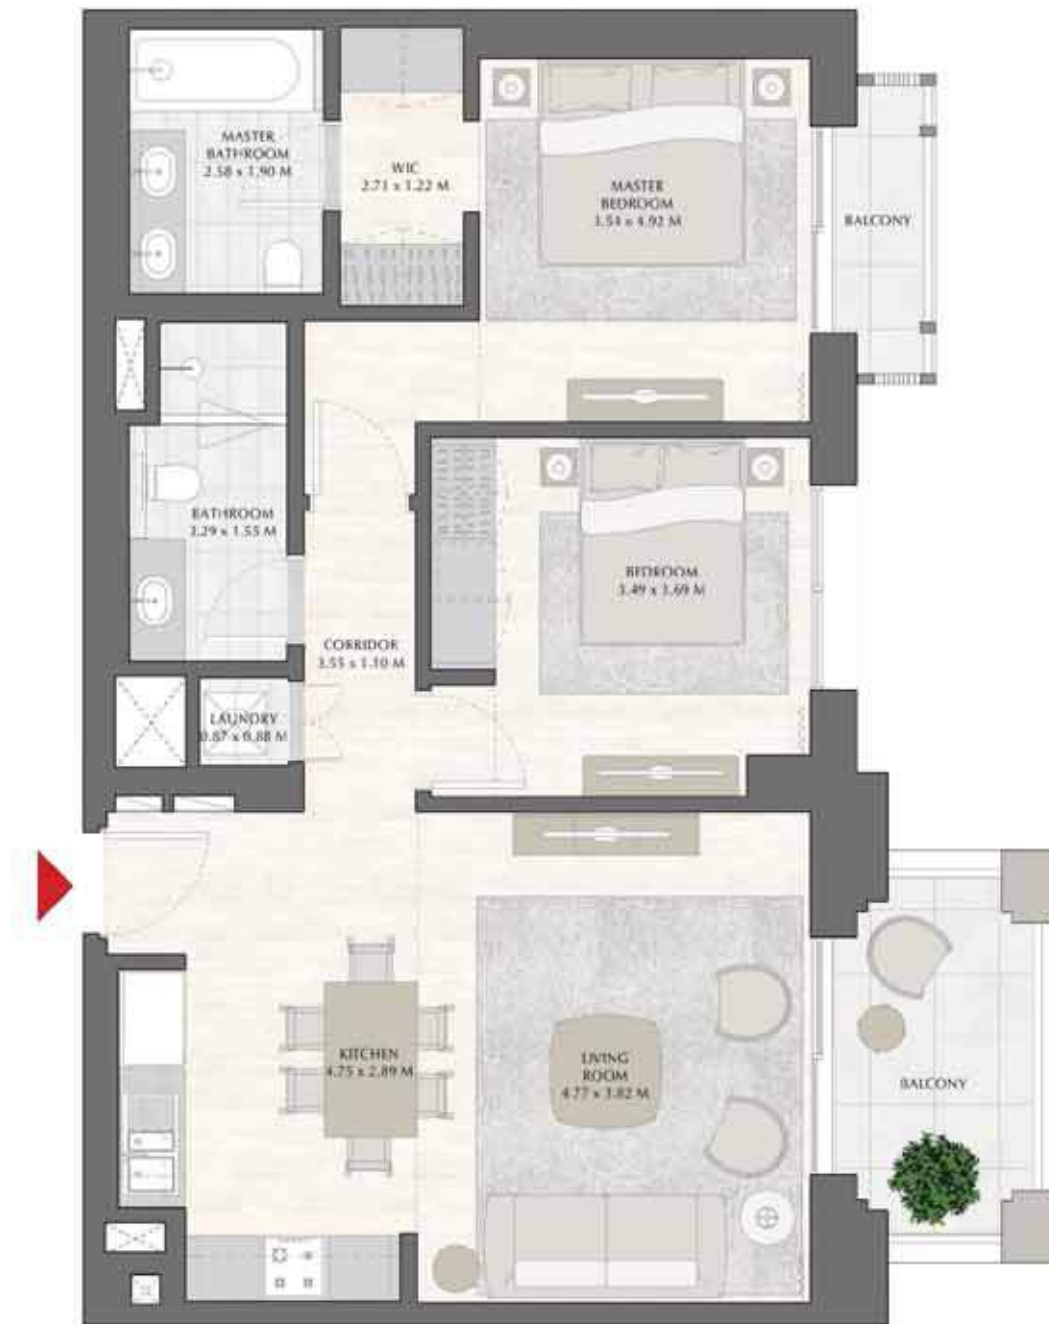 MASTER
BATHROOM
2.58 x 1.90 M
WIC
2.71 x 1.22 M
MASTER
BEDROOM
3.54 x 4.92 M
BALCONY
BATHROOM
3.29 x 1.55 M
BEDROOM
3.49 x 3.69 M
CORRIDOR
3.55 x 1.10 M
LAUNDRY
0.87 x 0.88 M
KITCHEN
4.75 x 2.89 M
LIVING
ROOM
4.77 x 3.82 M
BALCONY